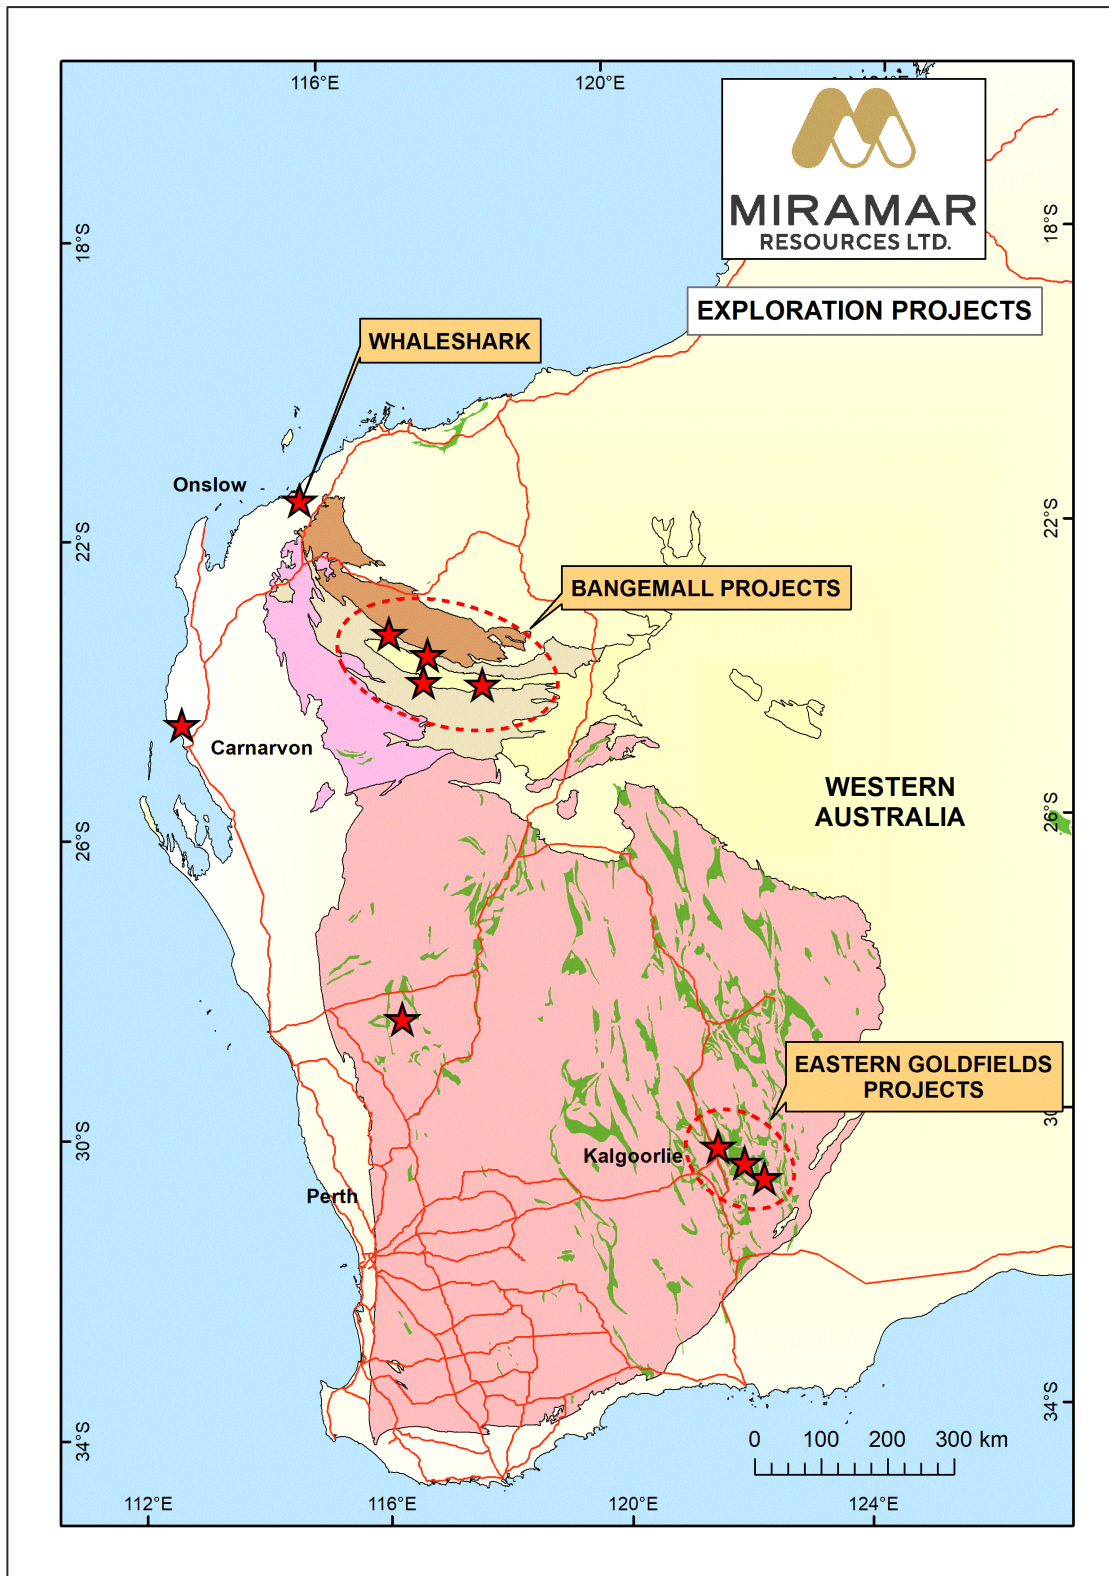 116°E
120°E
MIRAMAR
RESOURCES LTD.
18°S
18°S
EXPLORATION PROJECTS
WHALESHARK
Onslow
22°S
22°S
BANGEMALL PROJECTS
Carnarvon
WESTERN
AUSTRALIA
26°S
26°S
EASTERN GOLDFIELDS
PROJECTS
30°S
Kalgoorlie
Perth
34°S
34°S
0 100 200 300 km
112°E
116°E
120°E
124°E